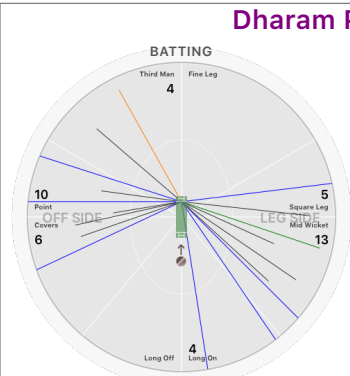 Dharam P
BATTING
Third Man
Fine Leg
4
10
Point
5
Square Leg
OFF SIDE
LEG SIDE
Covers
6
Mid Wicket
13
4
Long Off
Long On